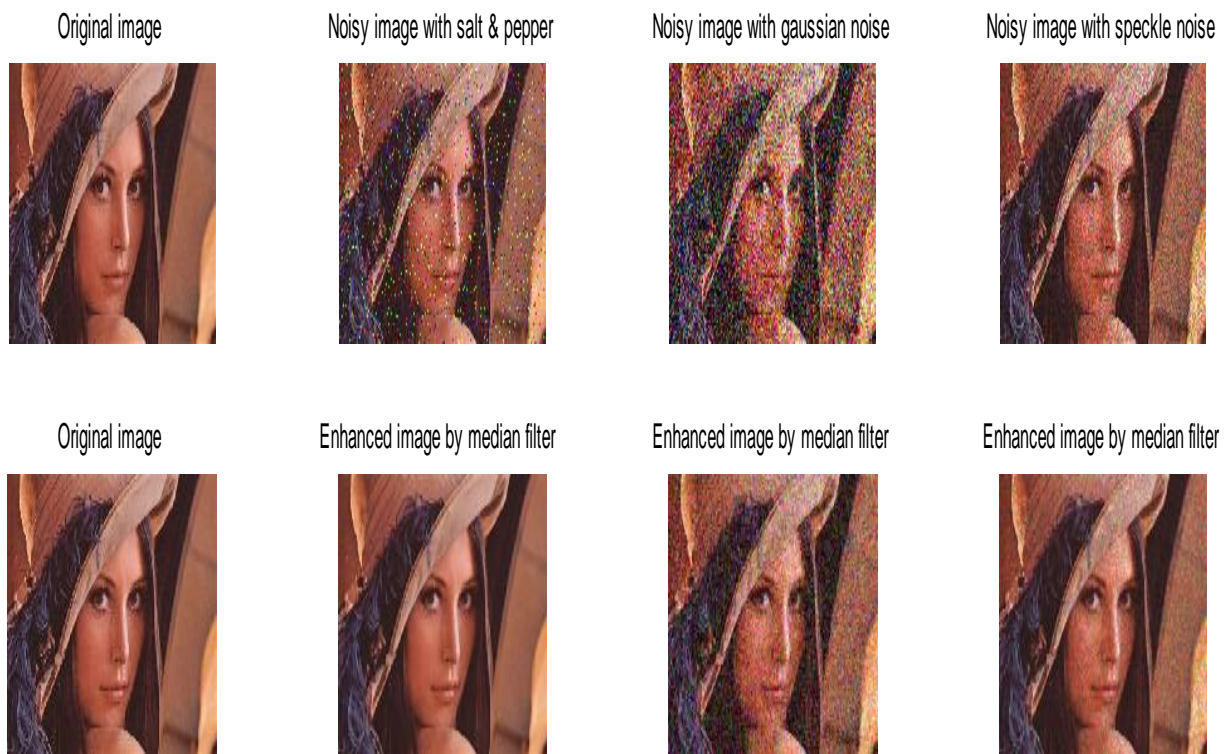 Original image
Noisy image with salt & pepper
Noisy image with gaussian noise
Noisy image with speckle noise
Original image
Enhanced image by median filter
Enhanced image by median filter
Enhanced image by median filter